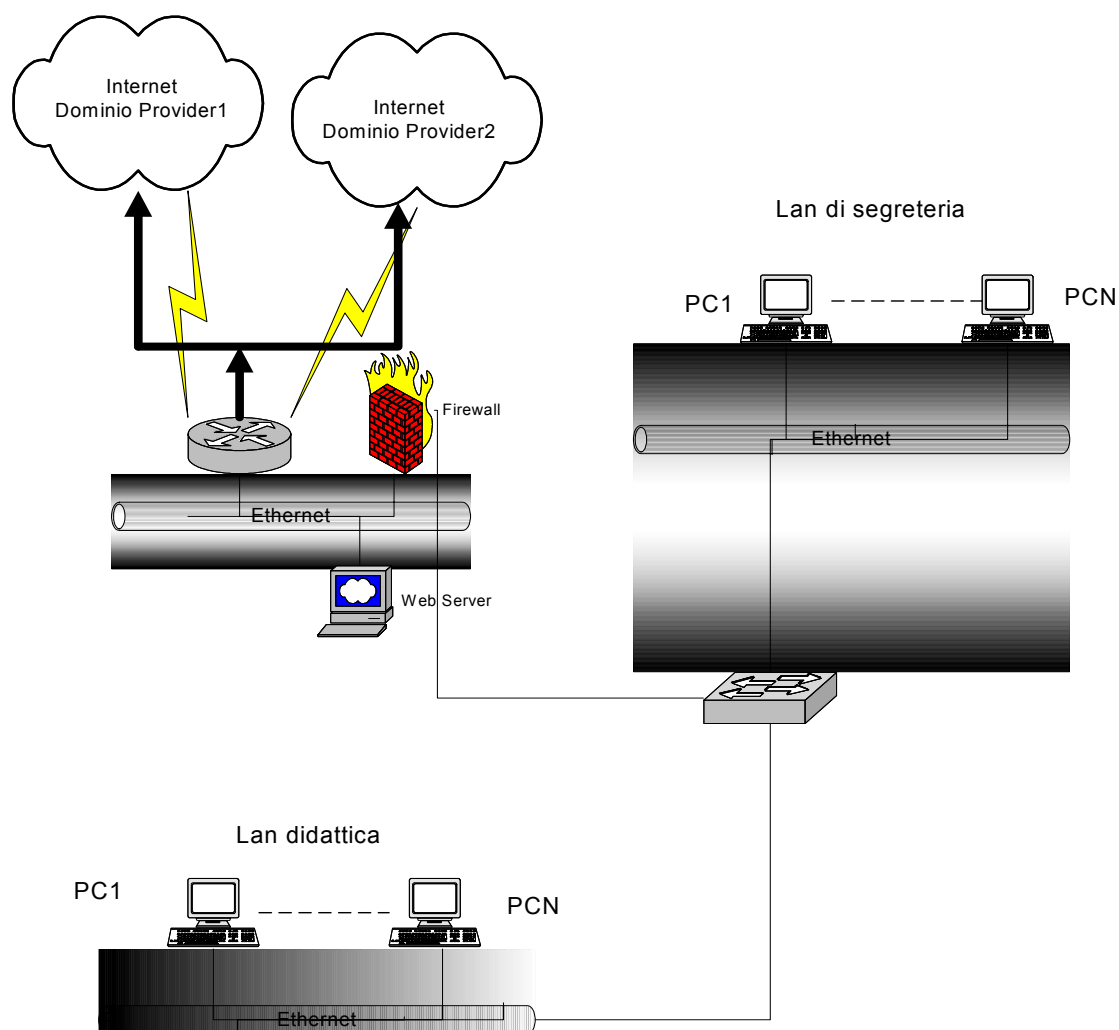 Internet
Dominio Provider1
Internet
Dominio Provider2
Lan di segreteria
PC1
PCN
Firewall
Ethernet
Ethernet
Web Server
Lan didattica
PC1
PCN
Ethernet